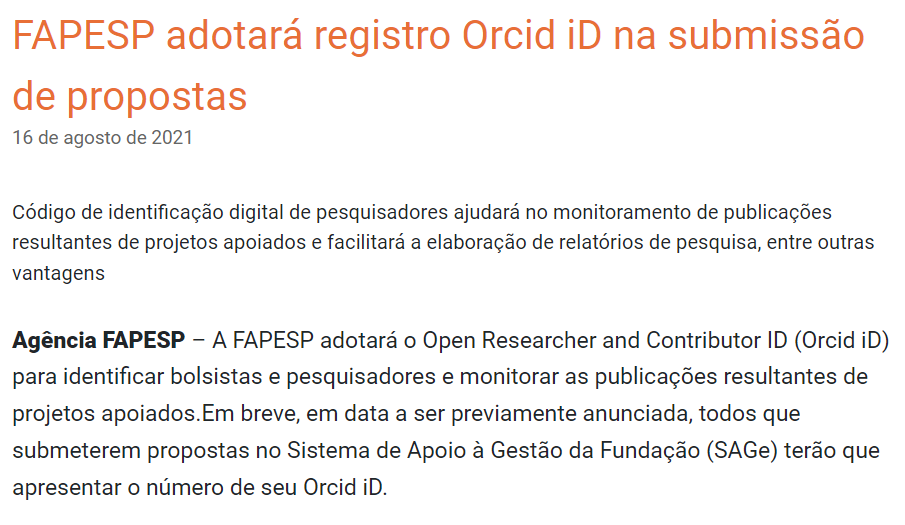 FAPESP adotará registro Orcid iD na submissão
de propostas
16 de agosto de 2021
Código de identificação digital de pesquisadores ajudará no monitoramento de publicações
resultantes de projetos apoiados e facilitará a elaboração de relatórios de pesquisa, entre outras
vantagens
Agência FAPESP – A FAPESP adotará o Open Researcher and Contributor ID (Orcid iD)
para identificar bolsistas e pesquisadores e monitorar as publicações resultantes de
projetos apoiados.Em breve, em data a ser previamente anunciada, todos que
submeterem propostas no Sistema de Apoio à Gestão da Fundação (SAGe) terão que
apresentar o número de seu Orcid iD.